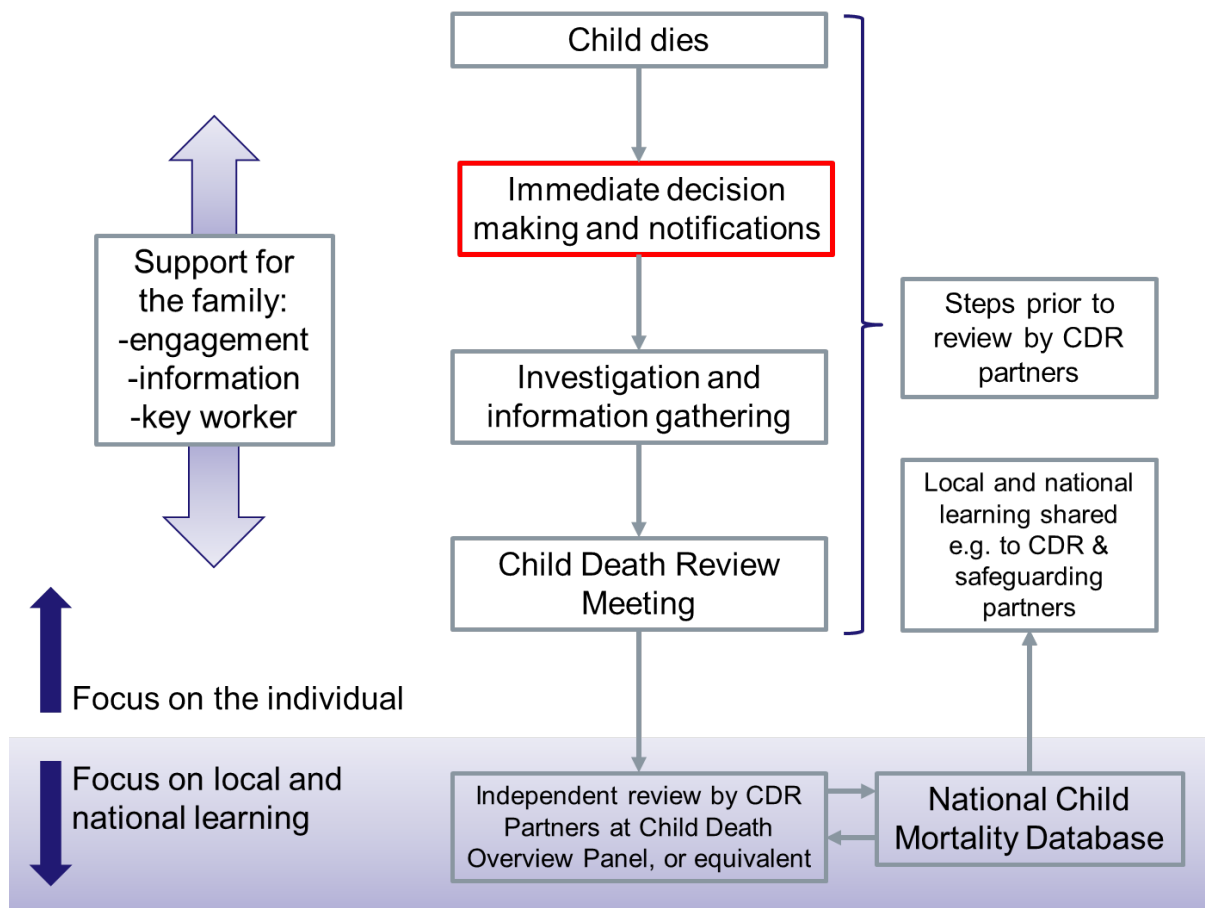 Child dies
Immediate decision
making and notifications
Support for
the family:
-engagement
-information
-key worker
Steps prior to
review by CDR
partners
Investigation and
information gathering
Local and national
learning shared
e.g. to CDR &
safeguarding
partners
Child Death Review
Meeting
Focus on the individual
Focus on local and
national learning
Independent review by CDR
Partners at Child Death
Overview Panel, or equivalent
National Child
Mortality Database